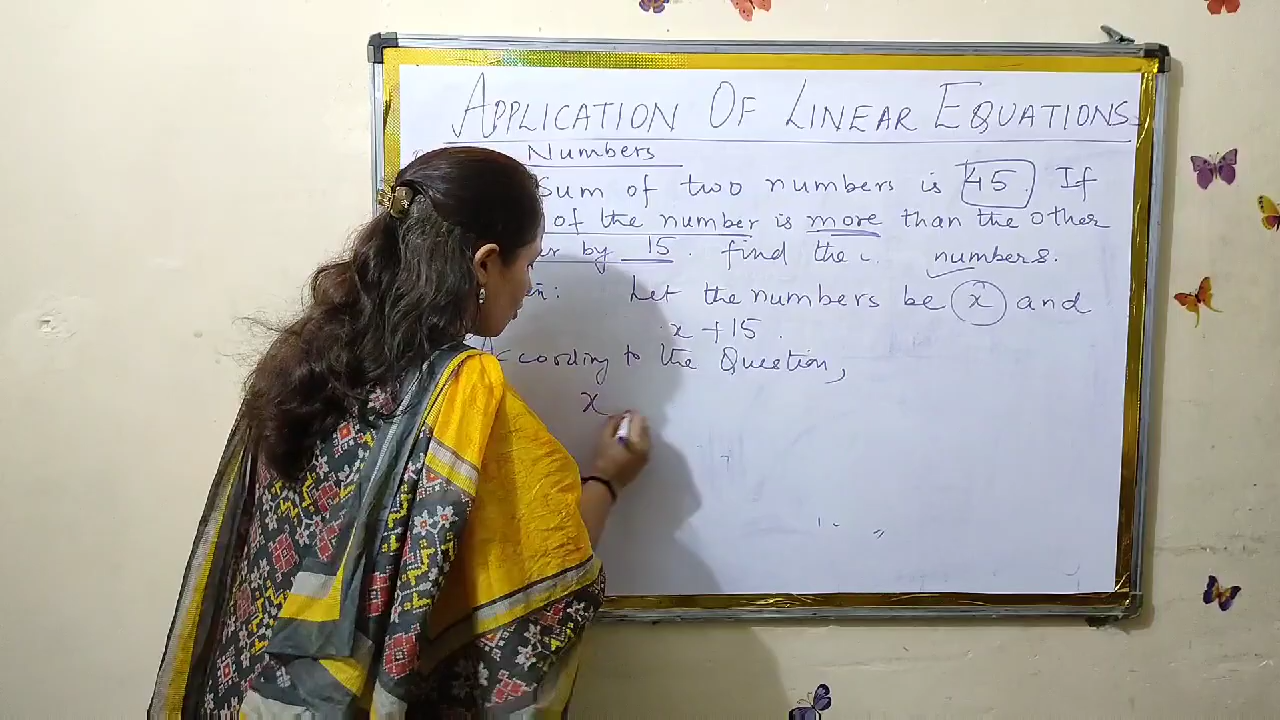 APPLICATION OF LINEAR EQUATIONS
Numbers
Sum of two numbers is 45. If
of the number is more than the other
by 15. find the numbers.
Let the numbers be x and
x + 15.
According to the Question,
x